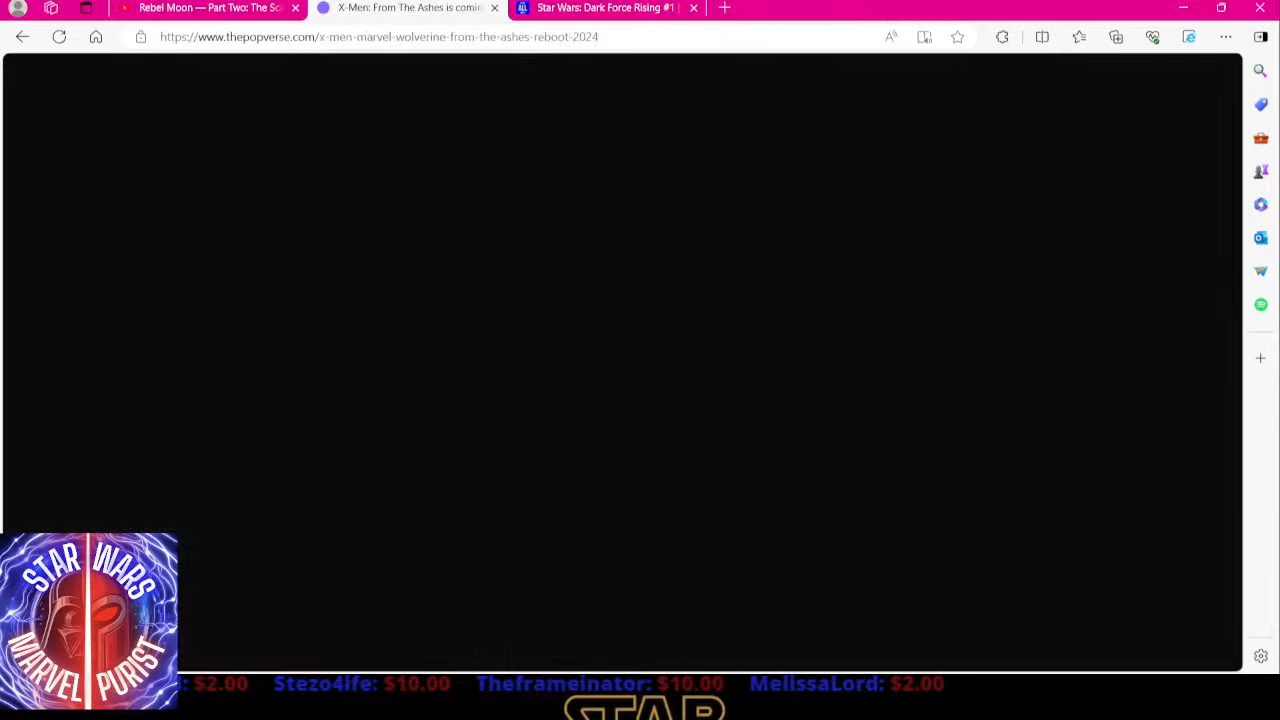 Rebel Moon — Part Two: The Sc
X-Men: From The Ashes is comin
Star Wars: Dark Force Rising #1 |
https://www.thepopverse.com/x-men-marvel-wolverine-from-the-ashes-reboot-2024
STAR WARS
MARVEL PURIST
: $2.00 Stezo4lfe: $10.00 Theframeinator: $10.00 MelissaLord: $2.00
STAR